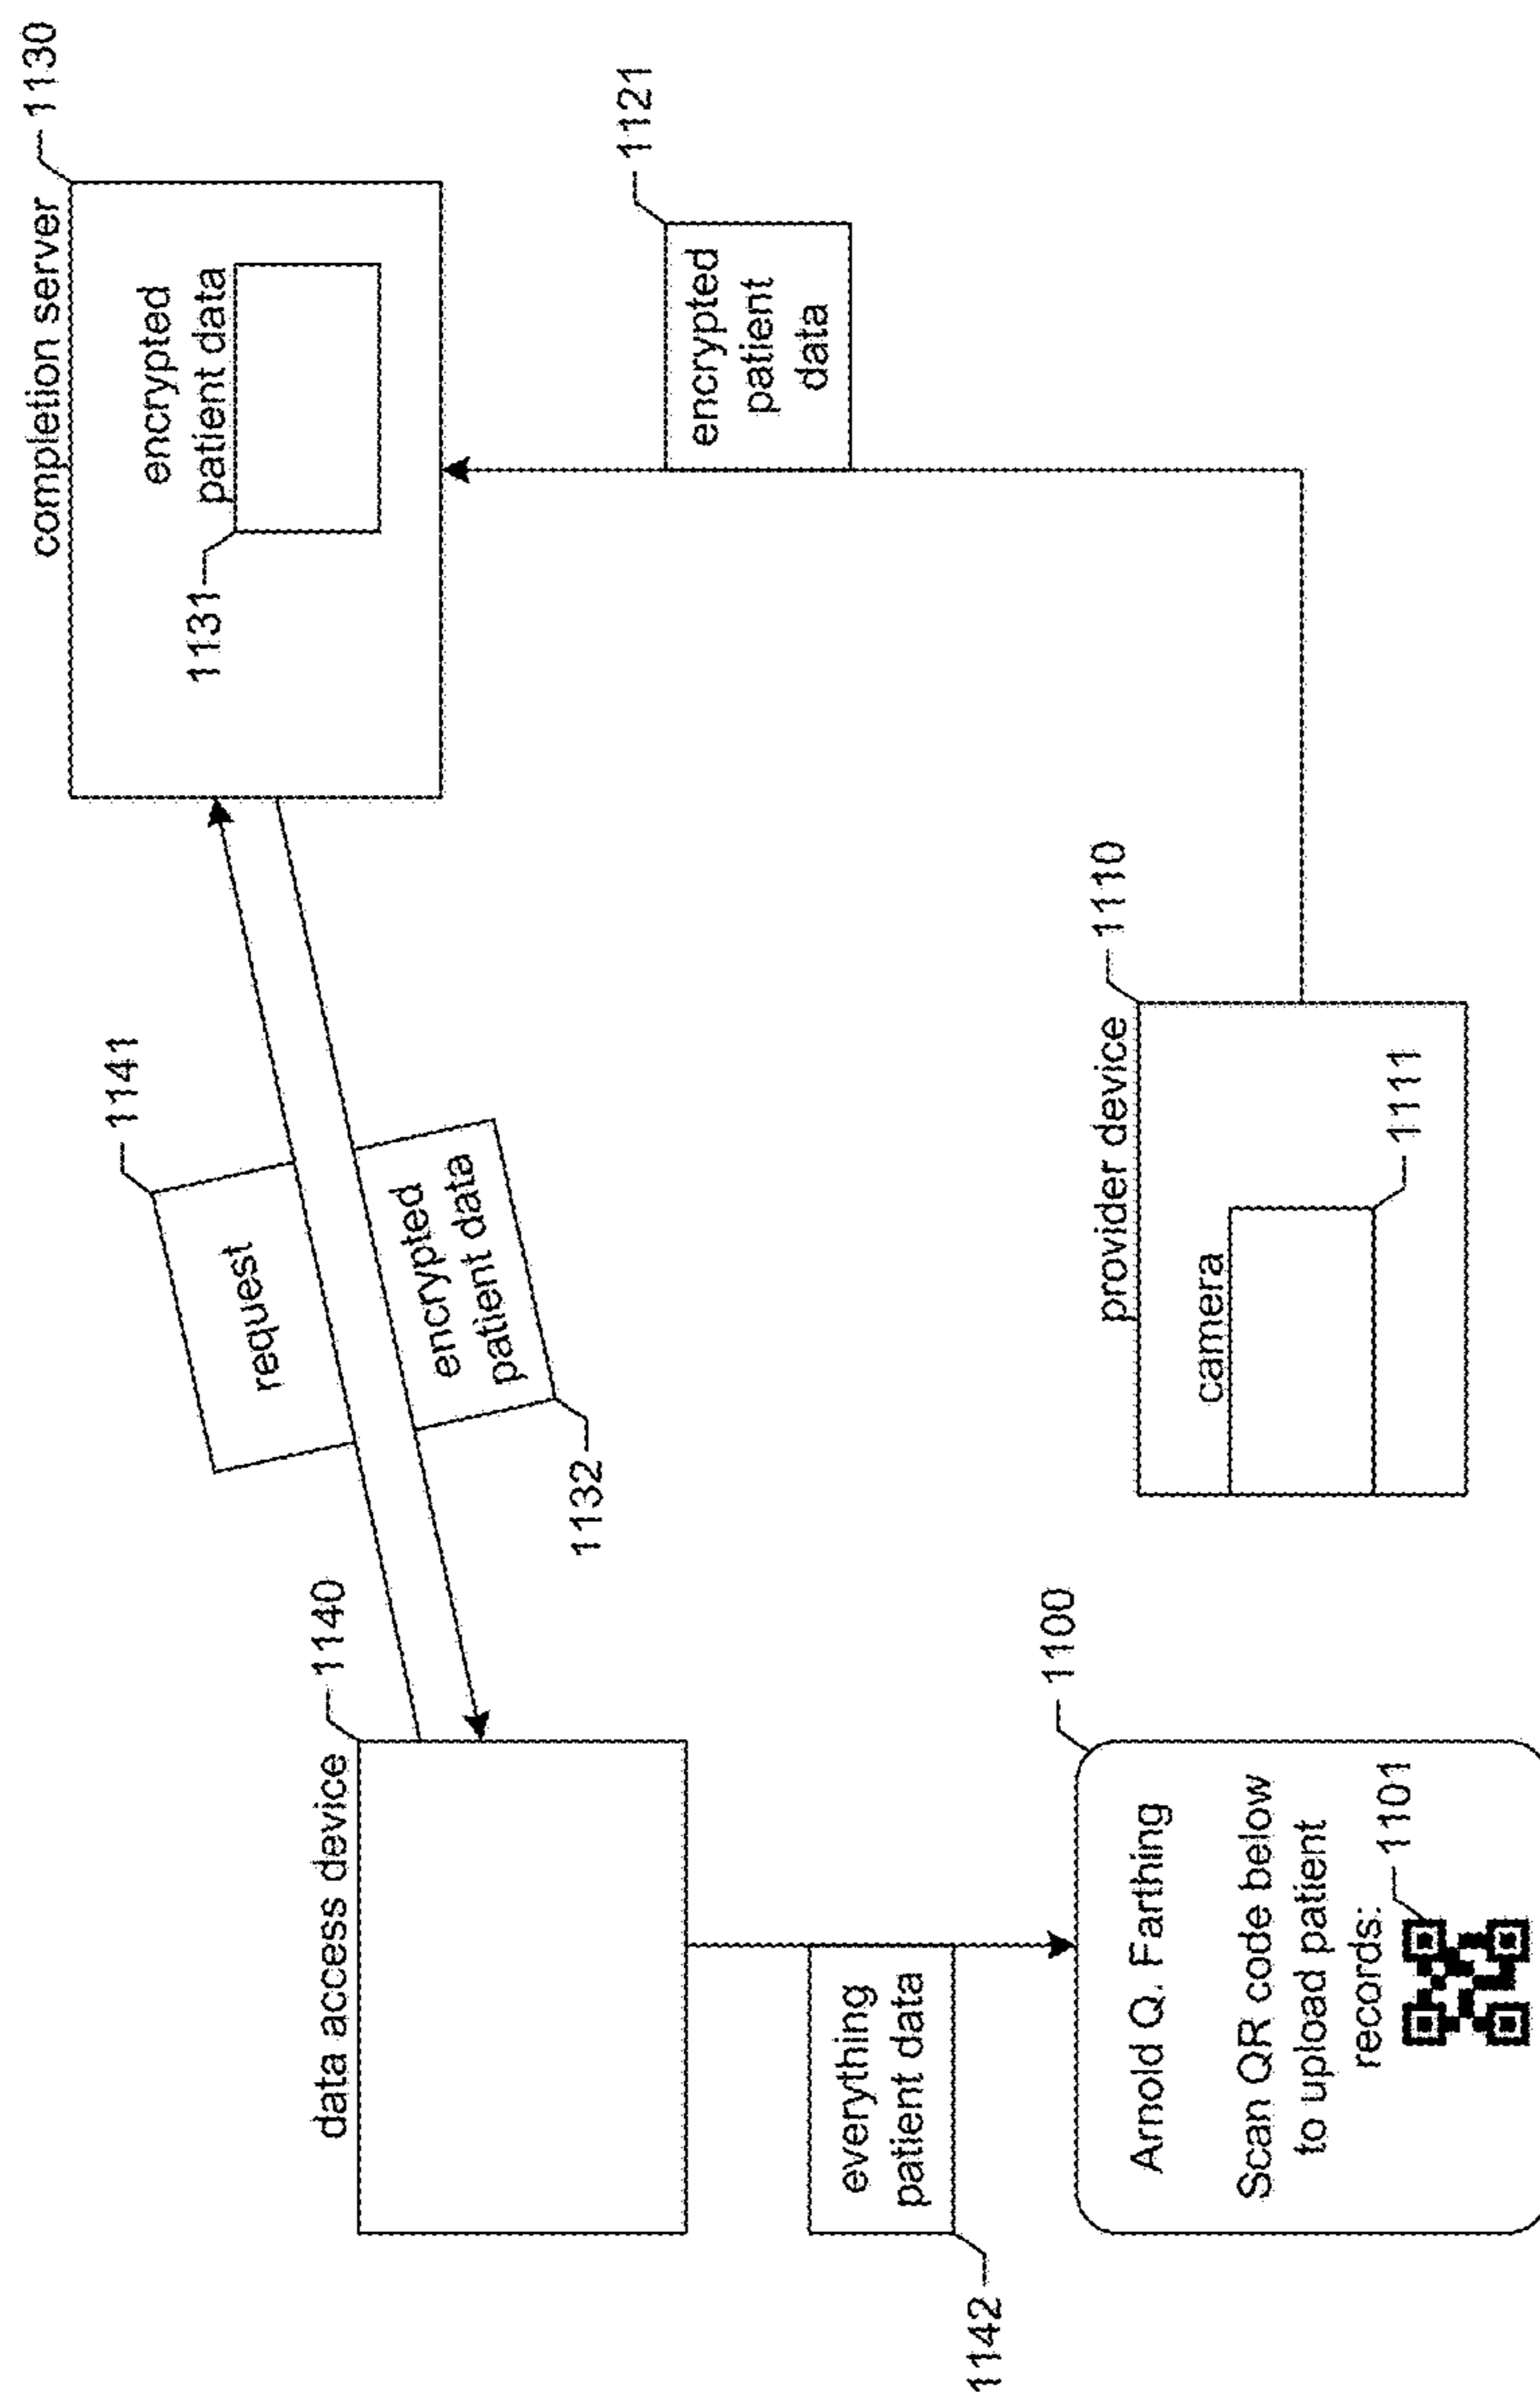 completion server
1130
encrypted
patient data
1131
1141
request
encrypted
patient data
1132
encrypted
patient
data
1121
data access device
1140
everything
patient data
1142
provider device
1110
camera
1111
1100
Arnold Q. Farthing
Scan QR code below
to upload patient
records:
1101